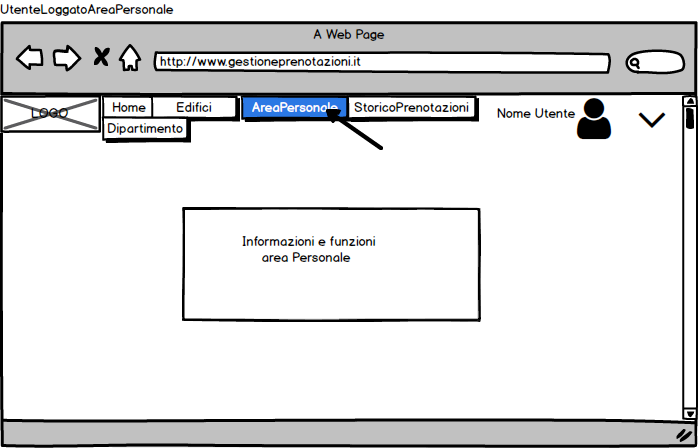 UtenteLoggatoAreaPersonale
A Web Page
http://www.gestioneprenotazioni.it
LOGO
Home
Edifici
AreaPersonale
StoricoPrenotazioni
Nome Utente
Dipartimento
Informazioni e funzioni
area Personale